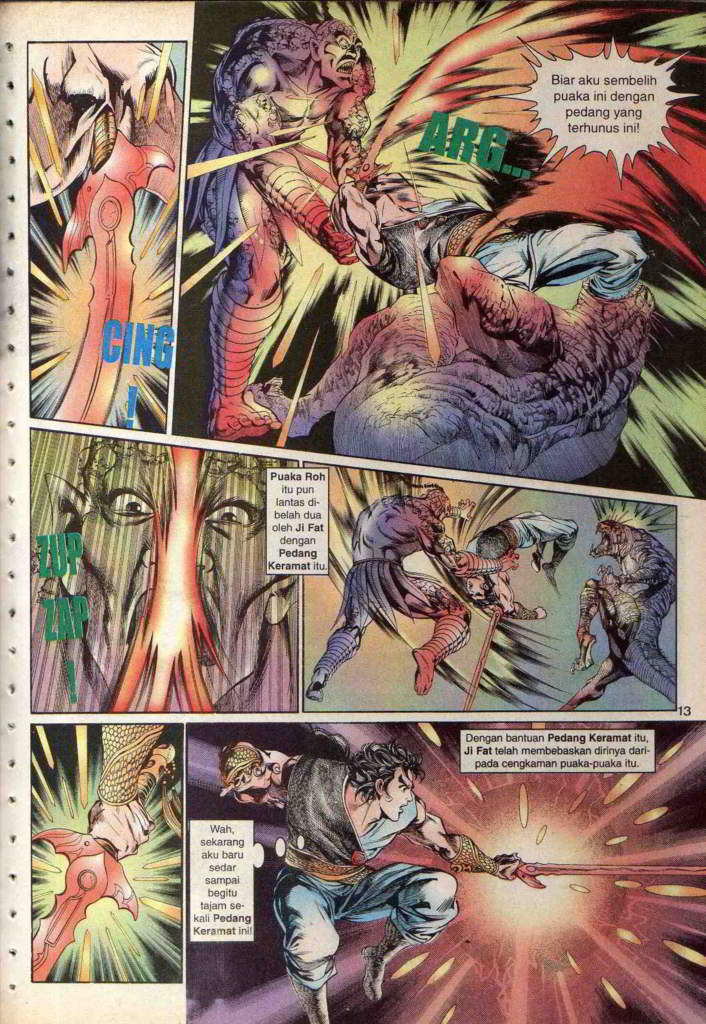 CING
!
ARG...
Biar aku sembelih
puaka ini dengan
pedang yang
terhunus ini!
ZUP
ZAP
!
Puaka Roh
itu pun
lantas di-
belah dua
oleh Ji Fat
dengan
Pedang
Keramat itu.
13
Wah,
sekarang
aku baru
sedar
sampai
begitu
tajam se-
kali Pedang
Keramat ini!
Dengan bantuan Pedang Keramat itu,
Ji Fat telah membebaskan dirinya dari-
pada cengkaman puaka-puaka itu.